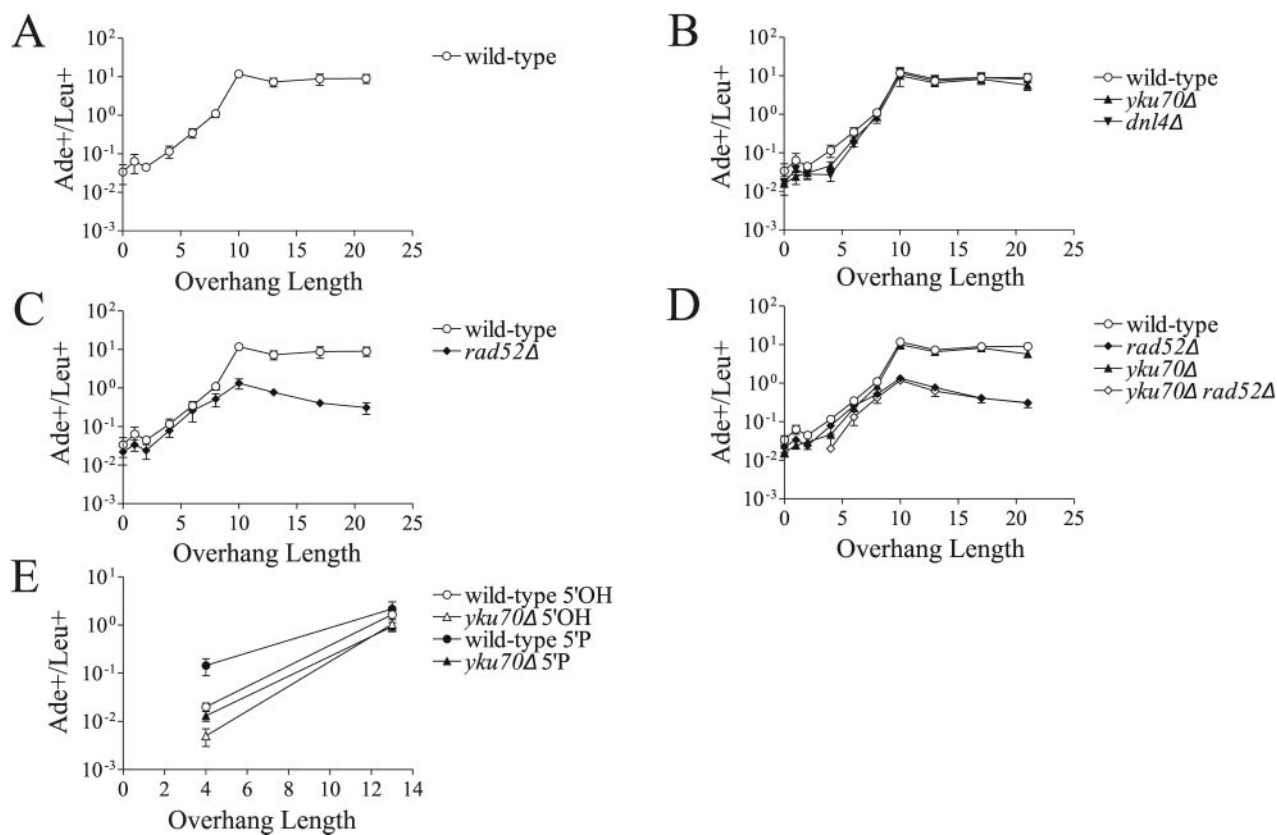 A
10²
10¹
10⁰
10⁻¹
10⁻²
10⁻³
Ade+/Leu+
0 5 10 15 20 25
Overhang Length
wild-type
B
10²
10¹
10⁰
10⁻¹
10⁻²
10⁻³
Ade+/Leu+
0 5 10 15 20 25
Overhang Length
wild-type
yku70Δ
dnl4Δ
C
10²
10¹
10⁰
10⁻¹
10⁻²
10⁻³
Ade+/Leu+
0 5 10 15 20 25
Overhang Length
wild-type
rad52Δ
D
10²
10¹
10⁰
10⁻¹
10⁻²
10⁻³
Ade+/Leu+
0 5 10 15 20 25
Overhang Length
wild-type
rad52Δ
yku70Δ
yku70Δ rad52Δ
E
10¹
10⁰
10⁻¹
10⁻²
10⁻³
Ade+/Leu+
0 2 4 6 8 10 12 14
Overhang Length
wild-type 5'OH
yku70Δ 5'OH
wild-type 5'P
yku70Δ 5'P